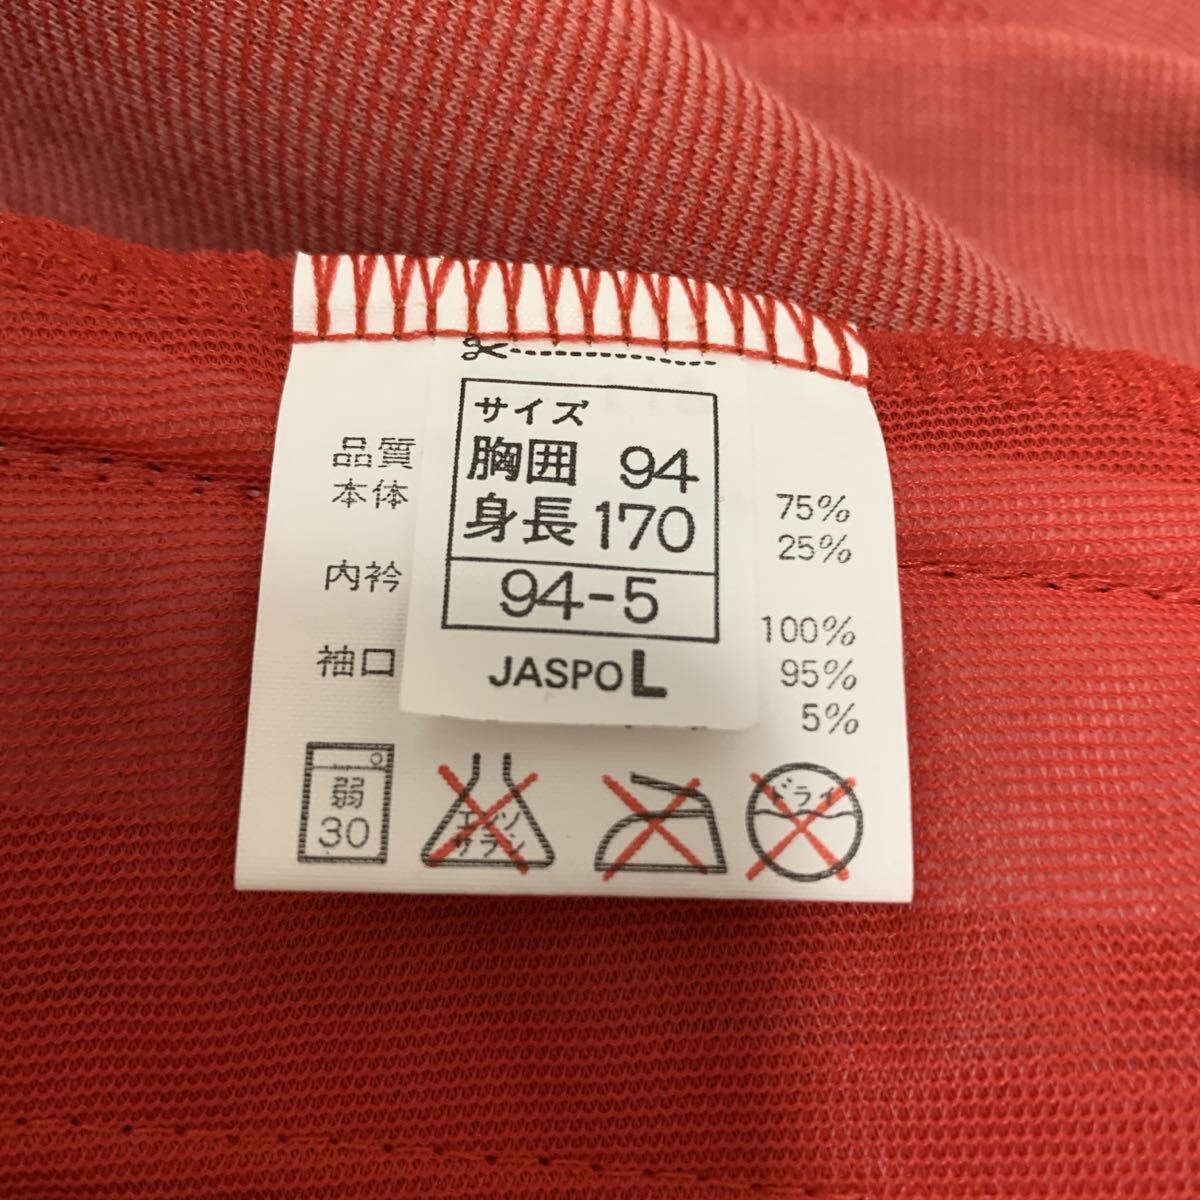 サイズ
胸囲 94
身長 170
94-5
JASPO L
品質
本体 75%
25%
内衿 100%
袖口 95%
5%
弱
30
エンソ
サラシ
ドライ